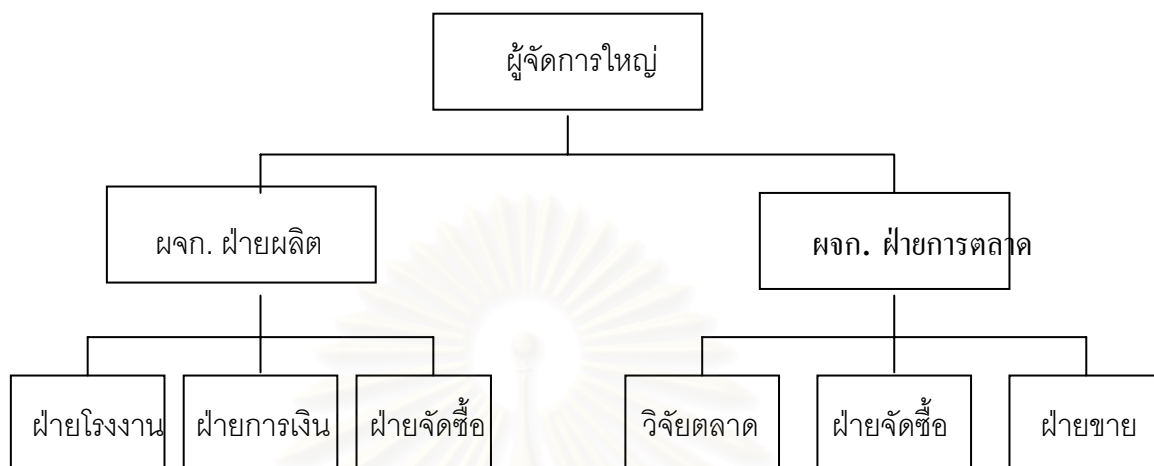 ผู้จัดการใหญ่
ผจก. ฝ่ายผลิต
ผจก. ฝ่ายการตลาด
ฝ่ายโรงงาน
ฝ่ายการเงิน
ฝ่ายจัดซื้อ
วิจัยตลาด
ฝ่ายจัดซื้อ
ฝ่ายขาย